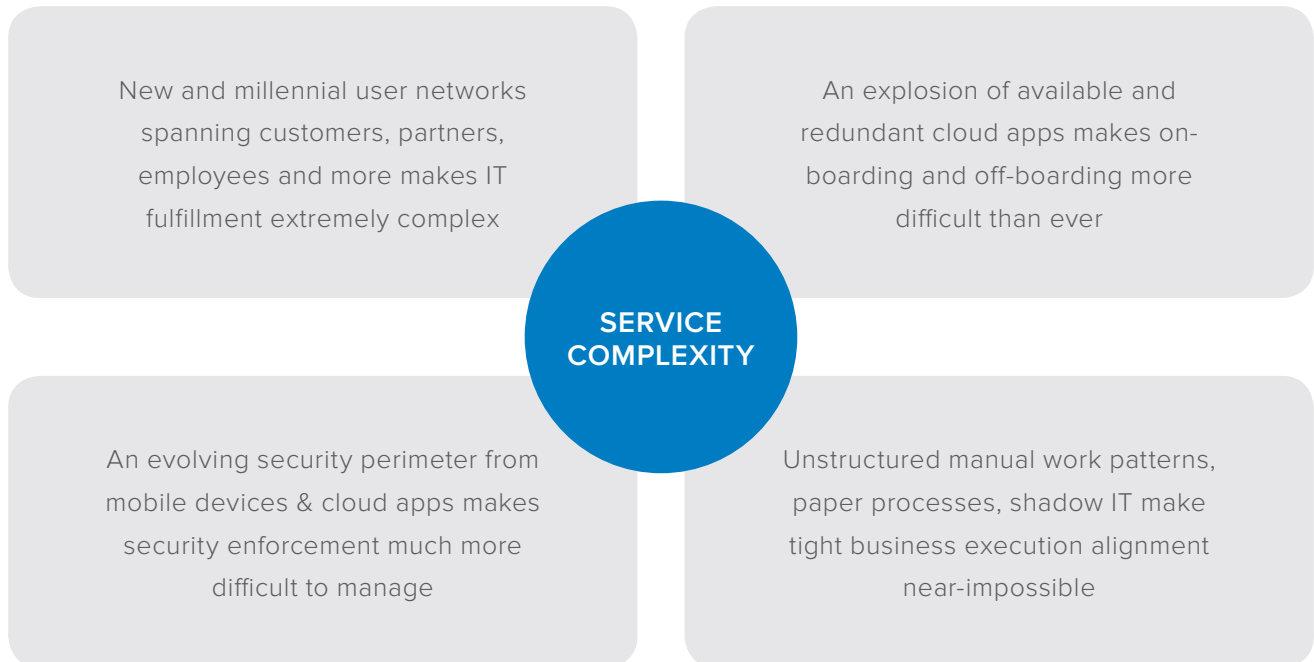 New and millennial user networks
spanning customers, partners,
employees and more makes IT
fulfillment extremely complex
An explosion of available and
redundant cloud apps makes on-
boarding and off-boarding more
difficult than ever
SERVICE
COMPLEXITY
An evolving security perimeter from
mobile devices & cloud apps makes
security enforcement much more
difficult to manage
Unstructured manual work patterns,
paper processes, shadow IT make
tight business execution alignment
near-impossible